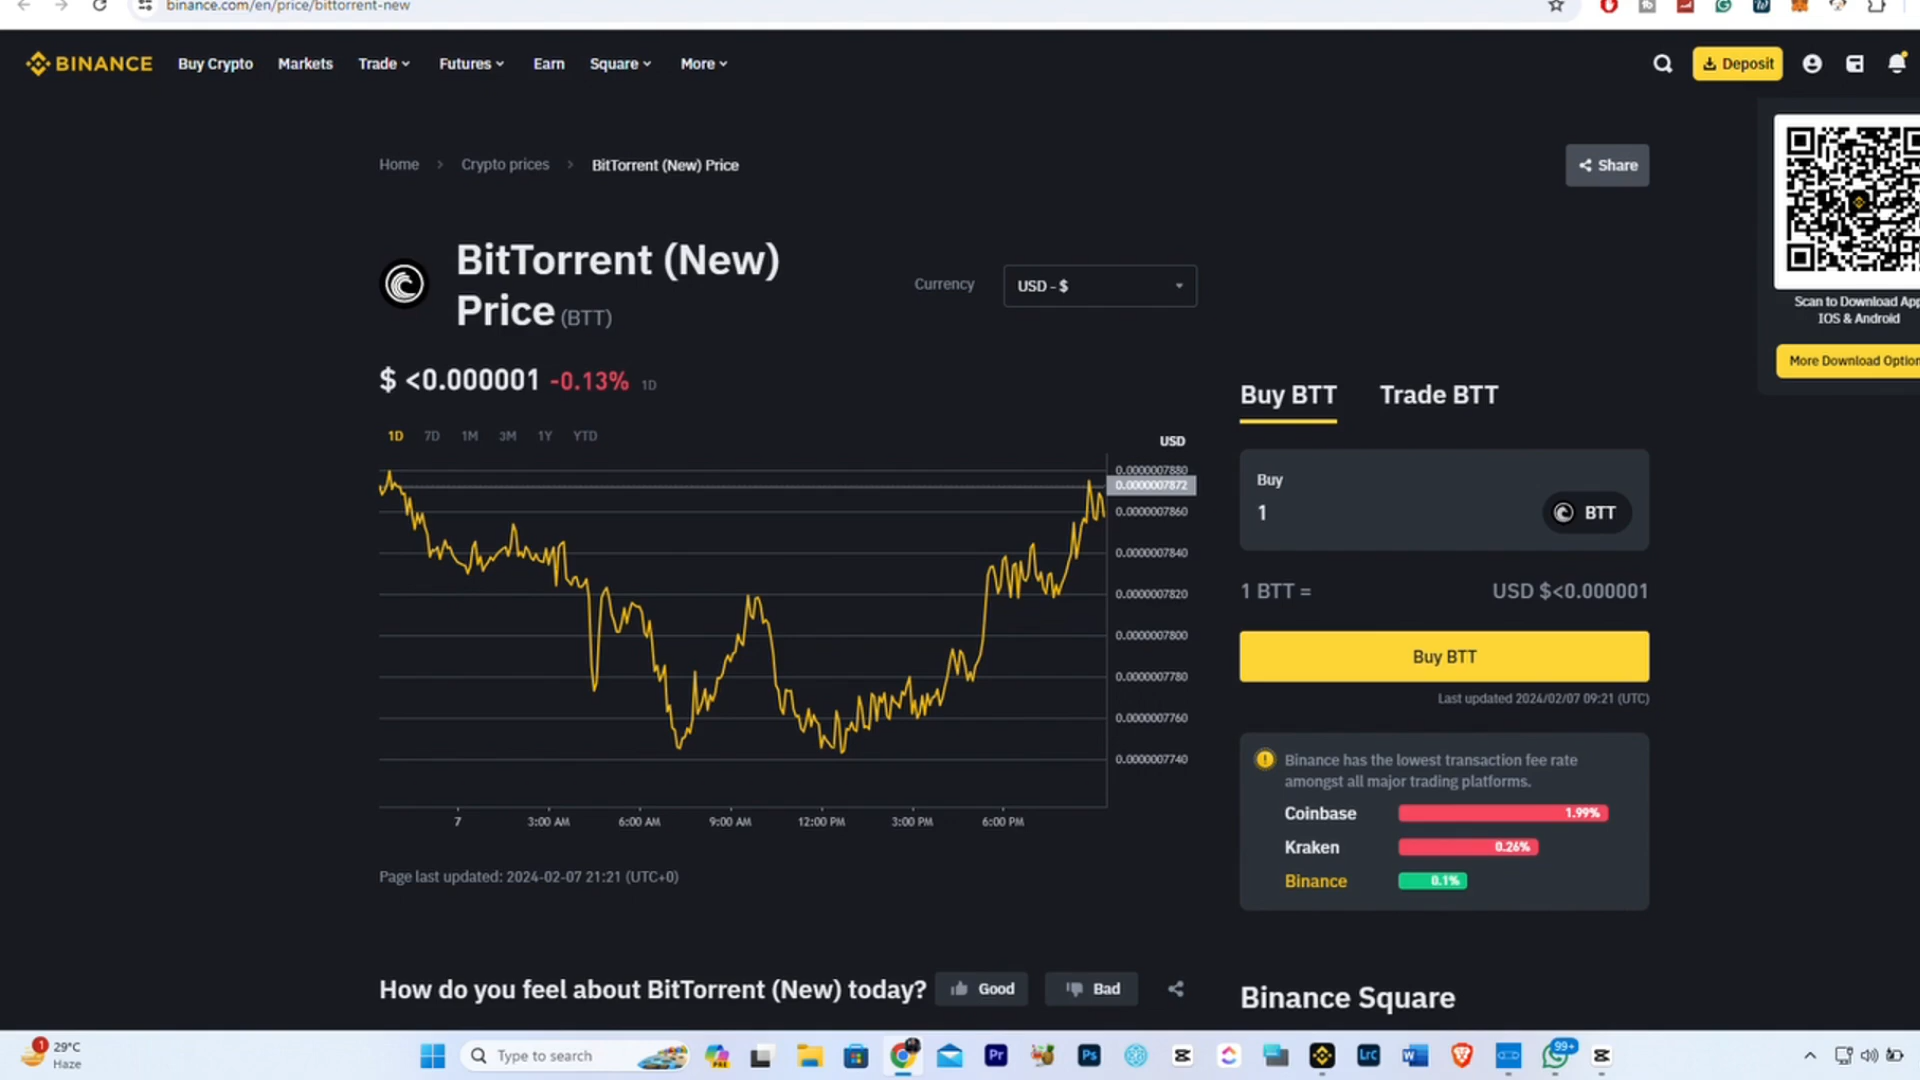 binance.com/en/price/bittorrent-new
BINANCE
Buy Crypto
Markets
Trade
Futures
Earn
Square
More
Deposit
Home > Crypto prices > BitTorrent (New) Price
Share
Scan to Download App
IOS & Android
More Download Option
BitTorrent (New)
Price (BTT)
Currency
USD - $
$ <0.000001 -0.13% 1D
1D 7D 1M 3M 1Y YTD
USD
0.0000007880
0.0000007872
0.0000007860
0.0000007840
0.0000007820
0.0000007800
0.0000007780
0.0000007760
0.0000007740
7 3:00 AM 6:00 AM 9:00 AM 12:00 PM 3:00 PM 6:00 PM
Page last updated: 2024-02-07 21:21 (UTC+0)
Buy BTT
Trade BTT
Buy
1
BTT
1 BTT = USD $<0.000001
Buy BTT
Last updated 2024/02/07 09:21 (UTC)
Binance has the lowest transaction fee rate
amongst all major trading platforms.
Coinbase 1.99%
Kraken 0.26%
Binance 0.1%
How do you feel about BitTorrent (New) today?
Good
Bad
Binance Square
1
29°C
Haze
Type to search
PRE
Pr
Ps
LrC
W
99+